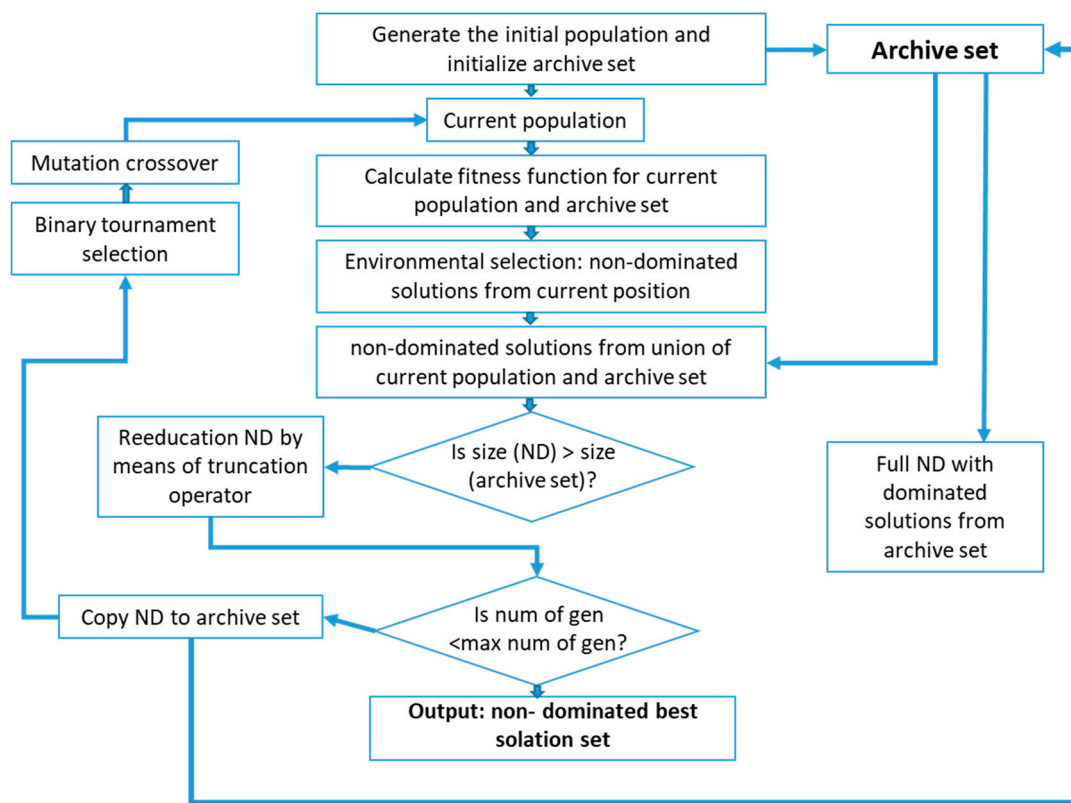 Generate the initial population and
initialize archive set
Archive set
Current population
Mutation crossover
Calculate fitness function for current
population and archive set
Binary tournament
selection
Environmental selection: non-dominated
solutions from current position
non-dominated solutions from union of
current population and archive set
Reeducation ND by
means of truncation
operator
Is size (ND) > size
(archive set)?
Full ND with
dominated
solutions from
archive set
Copy ND to archive set
Is num of gen
<max num of gen?
Output: non- dominated best
solation set